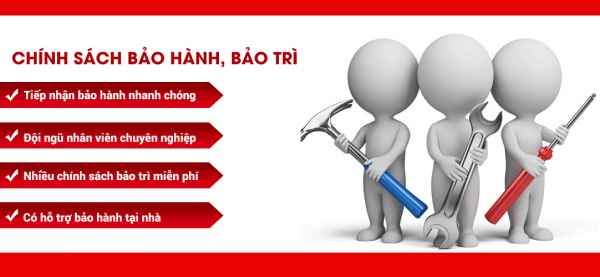 CHÍNH SÁCH BẢO HÀNH, BẢO TRÌ
Tiếp nhận bảo hành nhanh chóng
Đội ngũ nhân viên chuyên nghiệp
Nhiều chính sách bảo trì miễn phí
Có hỗ trợ bảo hành tại nhà